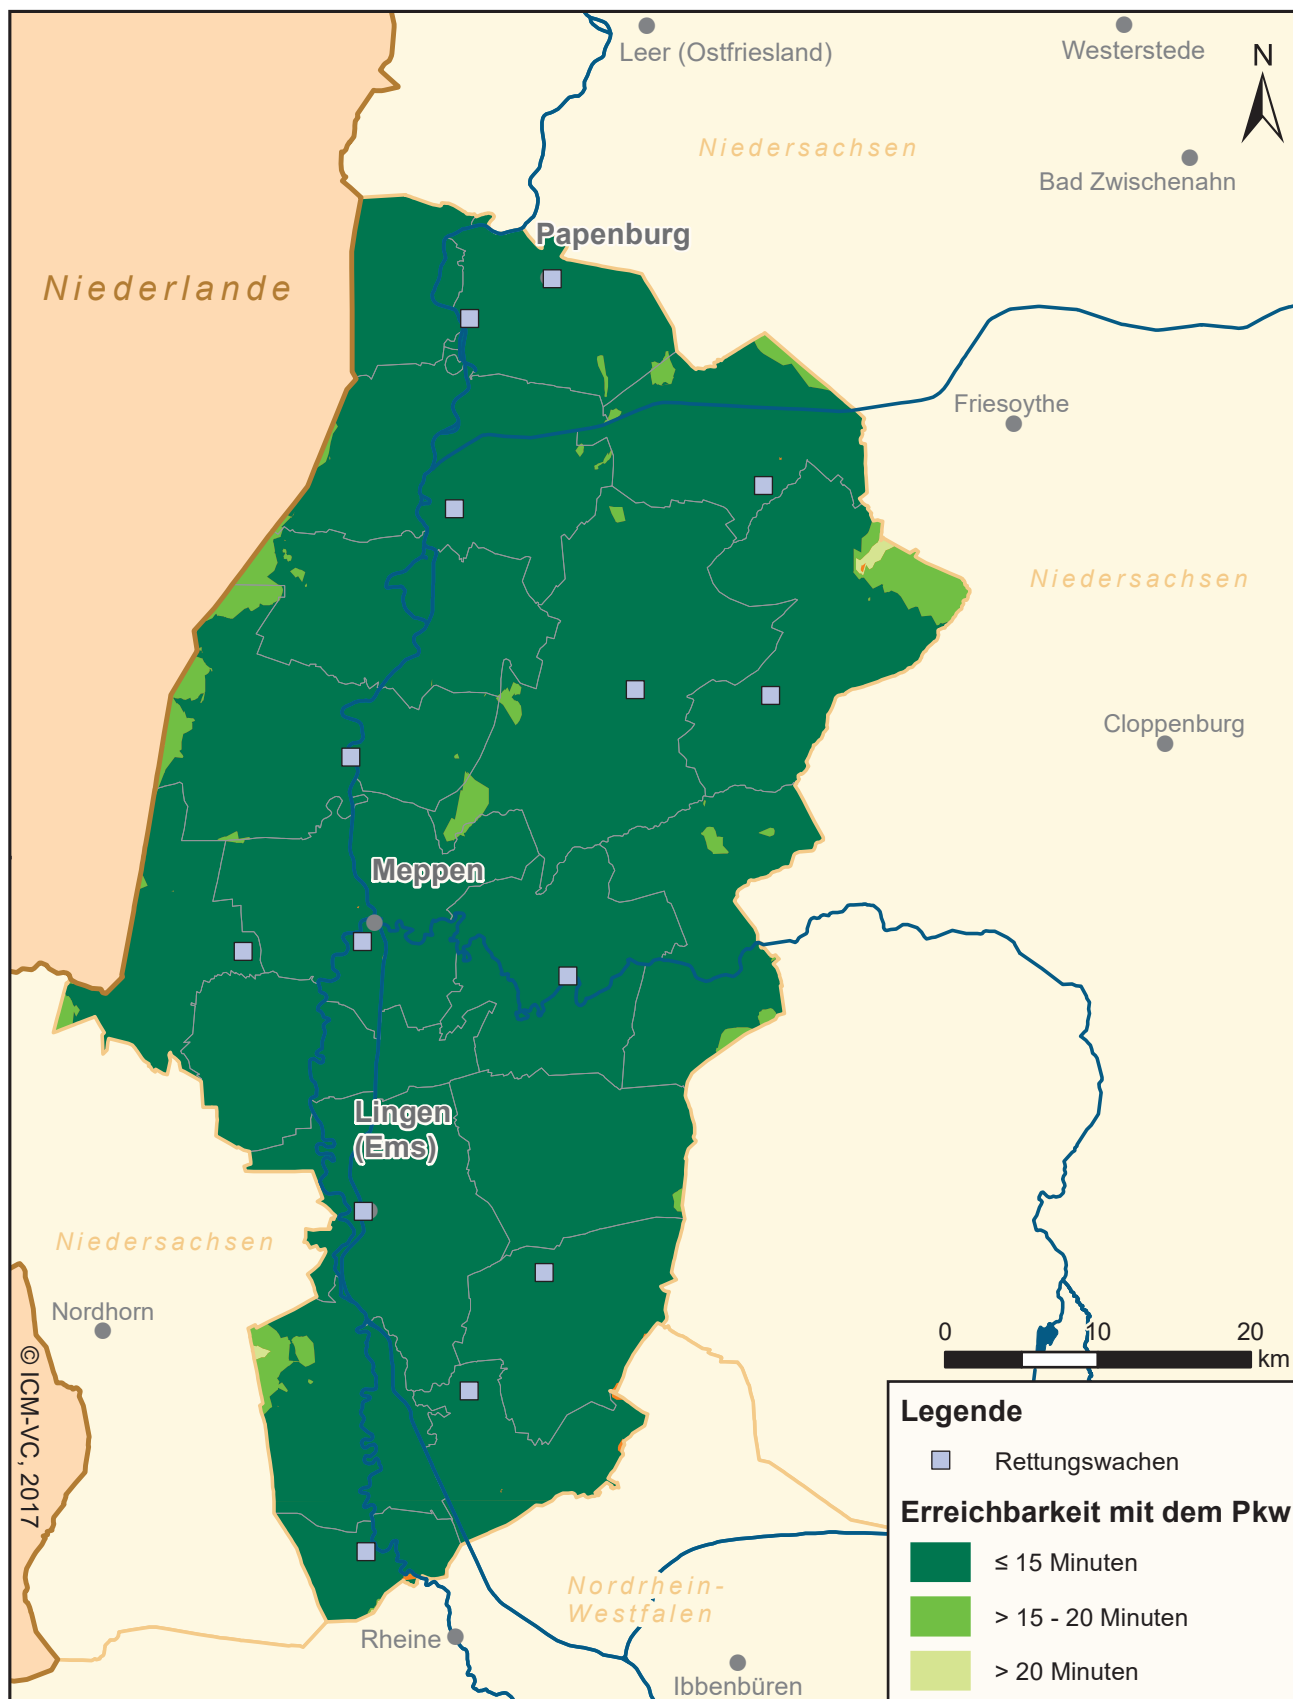 Leer (Ostfriesland)
Westerstede
N
Niedersachsen
Bad Zwischenahn
Papenburg
Niederlande
Friesoythe
Niedersachsen
Cloppenburg
Meppen
Lingen
(Ems)
Niedersachsen
Nordhorn
0 10 20
km
© ICM-VC, 2017
Legende
Rettungswachen
Erreichbarkeit mit dem Pkw
≤ 15 Minuten
> 15 - 20 Minuten
> 20 Minuten
Nordrhein-
Westfalen
Rheine
Ibbenbüren